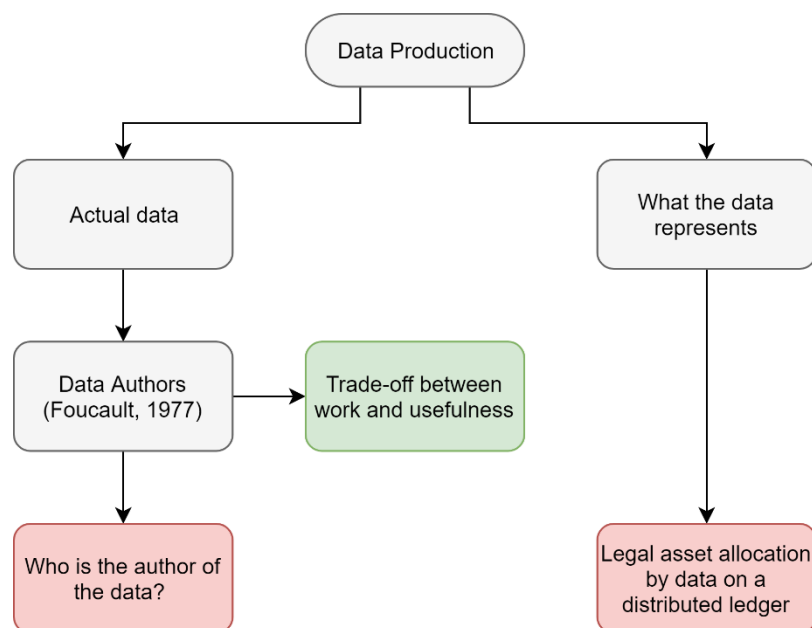 Data Production
Actual data
What the data
represents
Data Authors
(Foucault, 1977)
Trade-off between
work and usefulness
Who is the author of
the data?
Legal asset allocation
by data on a
distributed ledger